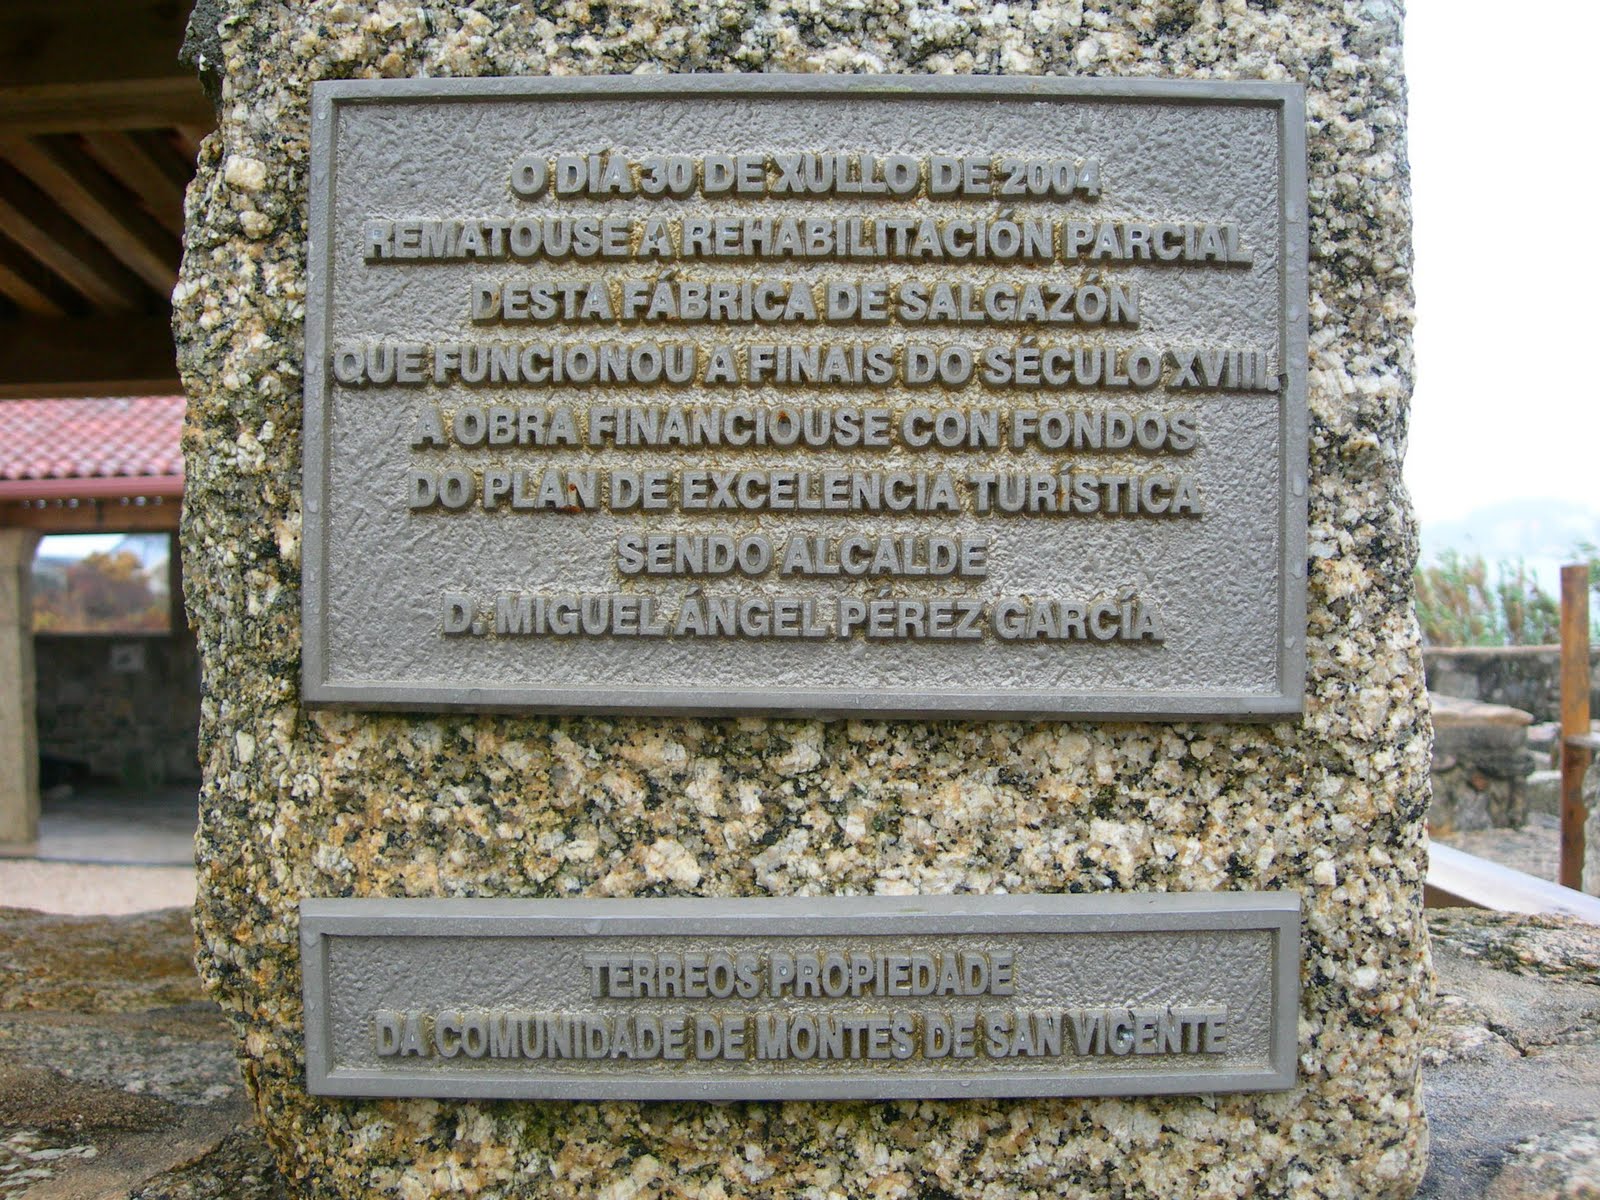 O DÍA 30 DE XULLO DE 2004
REMATOUSE A REHABILITACIÓN PARCIAL
DESTA FÁBRICA DE SALGAZÓN
QUE FUNCIONOU A FINAIS DO SÉCULO XVIII.
A OBRA FINANCIOUSE CON FONDOS
DO PLAN DE EXCELENCIA TURÍSTICA
SENDO ALCALDE
D. MIGUEL ÁNGEL PÉREZ GARCÍA
TERREOS PROPIEDADE
DA COMUNIDADE DE MONTES DE SAN VICENTE